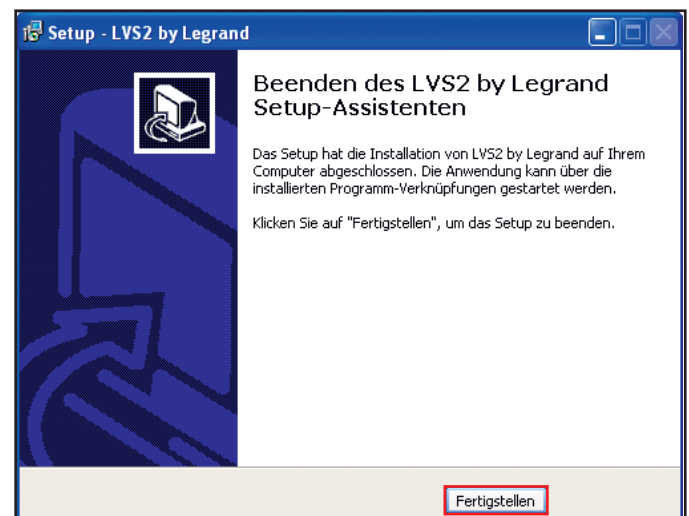 Setup - LVS2 by Legrand
Beenden des LVS2 by Legrand
Setup-Assistenten
Das Setup hat die Installation von LVS2 by Legrand auf Ihrem
Computer abgeschlossen. Die Anwendung kann über die
installierten Programm-Verknüpfungen gestartet werden.
Klicken Sie auf "Fertigstellen", um das Setup zu beenden.
Fertigstellen